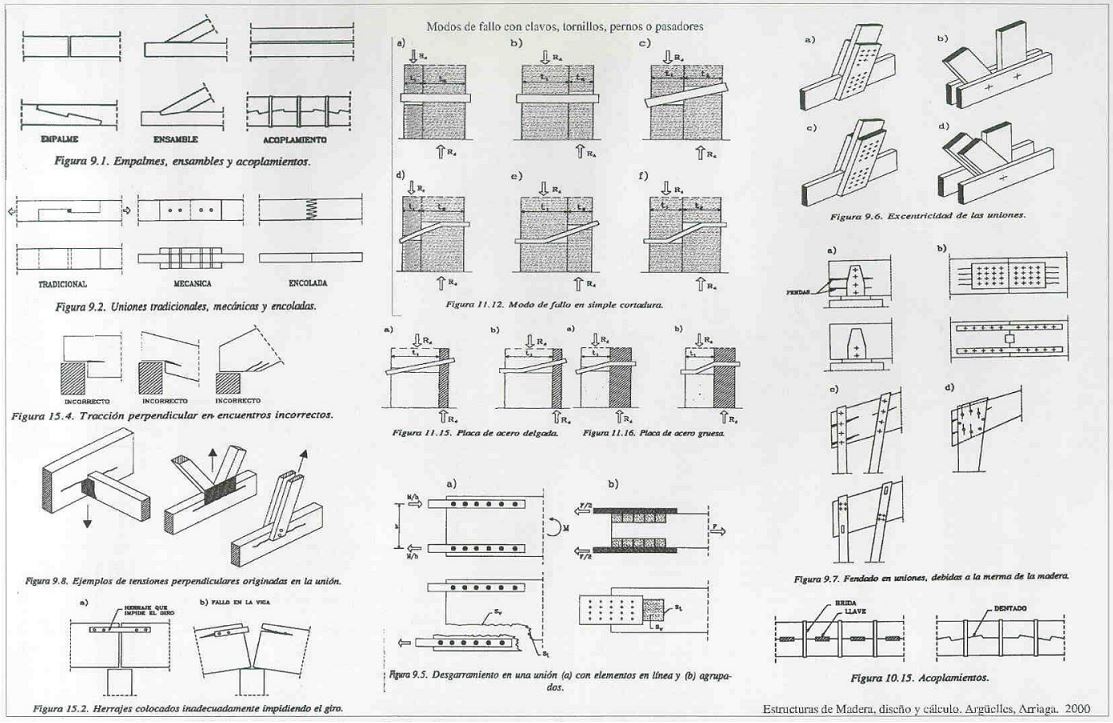 EMPALME
ENSAMBLE
ACOPLAMIENTO
Figura 9.1. Empalmes, ensambles y acoplamientos.
TRADICIONAL
MECANICA
ENCOLADA
Figura 9.2. Uniones tradicionales, mecánicas y encoladas.
INCORRECTO
INCORRECTO
INCORRECTO
Figura 15.4. Tracción perpendicular en encuentros incorrectos.
Figura 9.8. Ejemplos de tensiones perpendiculares originadas en la unión.
a)
HERRAJE QUE
IMPIDE EL GIRO
b) FALLO EN LA VIGA
Figura 15.2. Herrajes colocados inadecuadamente impidiendo el giro.
Modos de fallo con clavos, tornillos, pernos o pasadores
a)
b)
c)
d)
e)
f)
Figura 11.12. Modo de fallo en simple cortadura.
a)
b)
a)
b)
Figura 11.15. Placa de acero delgada.
Figura 11.16. Placa de acero gruesa.
a)
b)
M/h
h
M/h
M
F/2
F
F/2
Figura 9.5. Desgarramiento en una unión (a) con elementos en línea y (b) agrupa-
dos.
a)
b)
c)
d)
Figura 9.6. Excentricidad de las uniones.
a)
b)
FENDAS
c)
d)
Figura 9.7. Fendado en uniones, debidas a la merma de la madera.
BRIDA
LLAVE
DENTADO
Figura 10.15. Acoplamientos.
Estructuras de Madera, diseño y cálculo. Argüelles, Arriaga. 2000